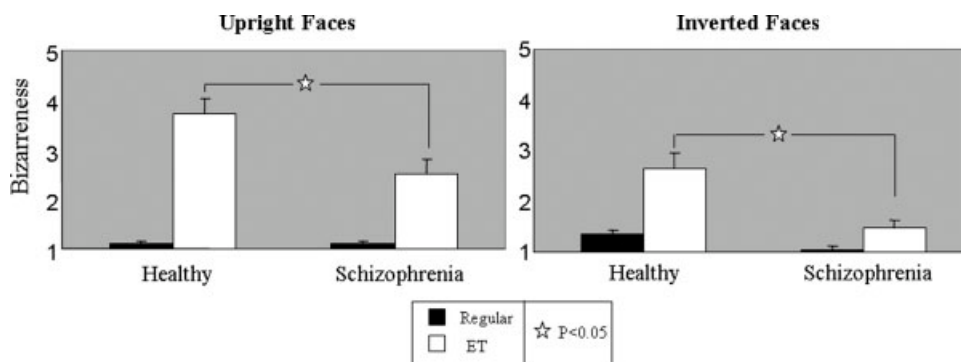 Upright Faces
5
4
3
2
1
Bizarreness
Healthy
Schizophrenia
Inverted Faces
5
4
3
2
1
Healthy
Schizophrenia
Regular
ET
P<0.05